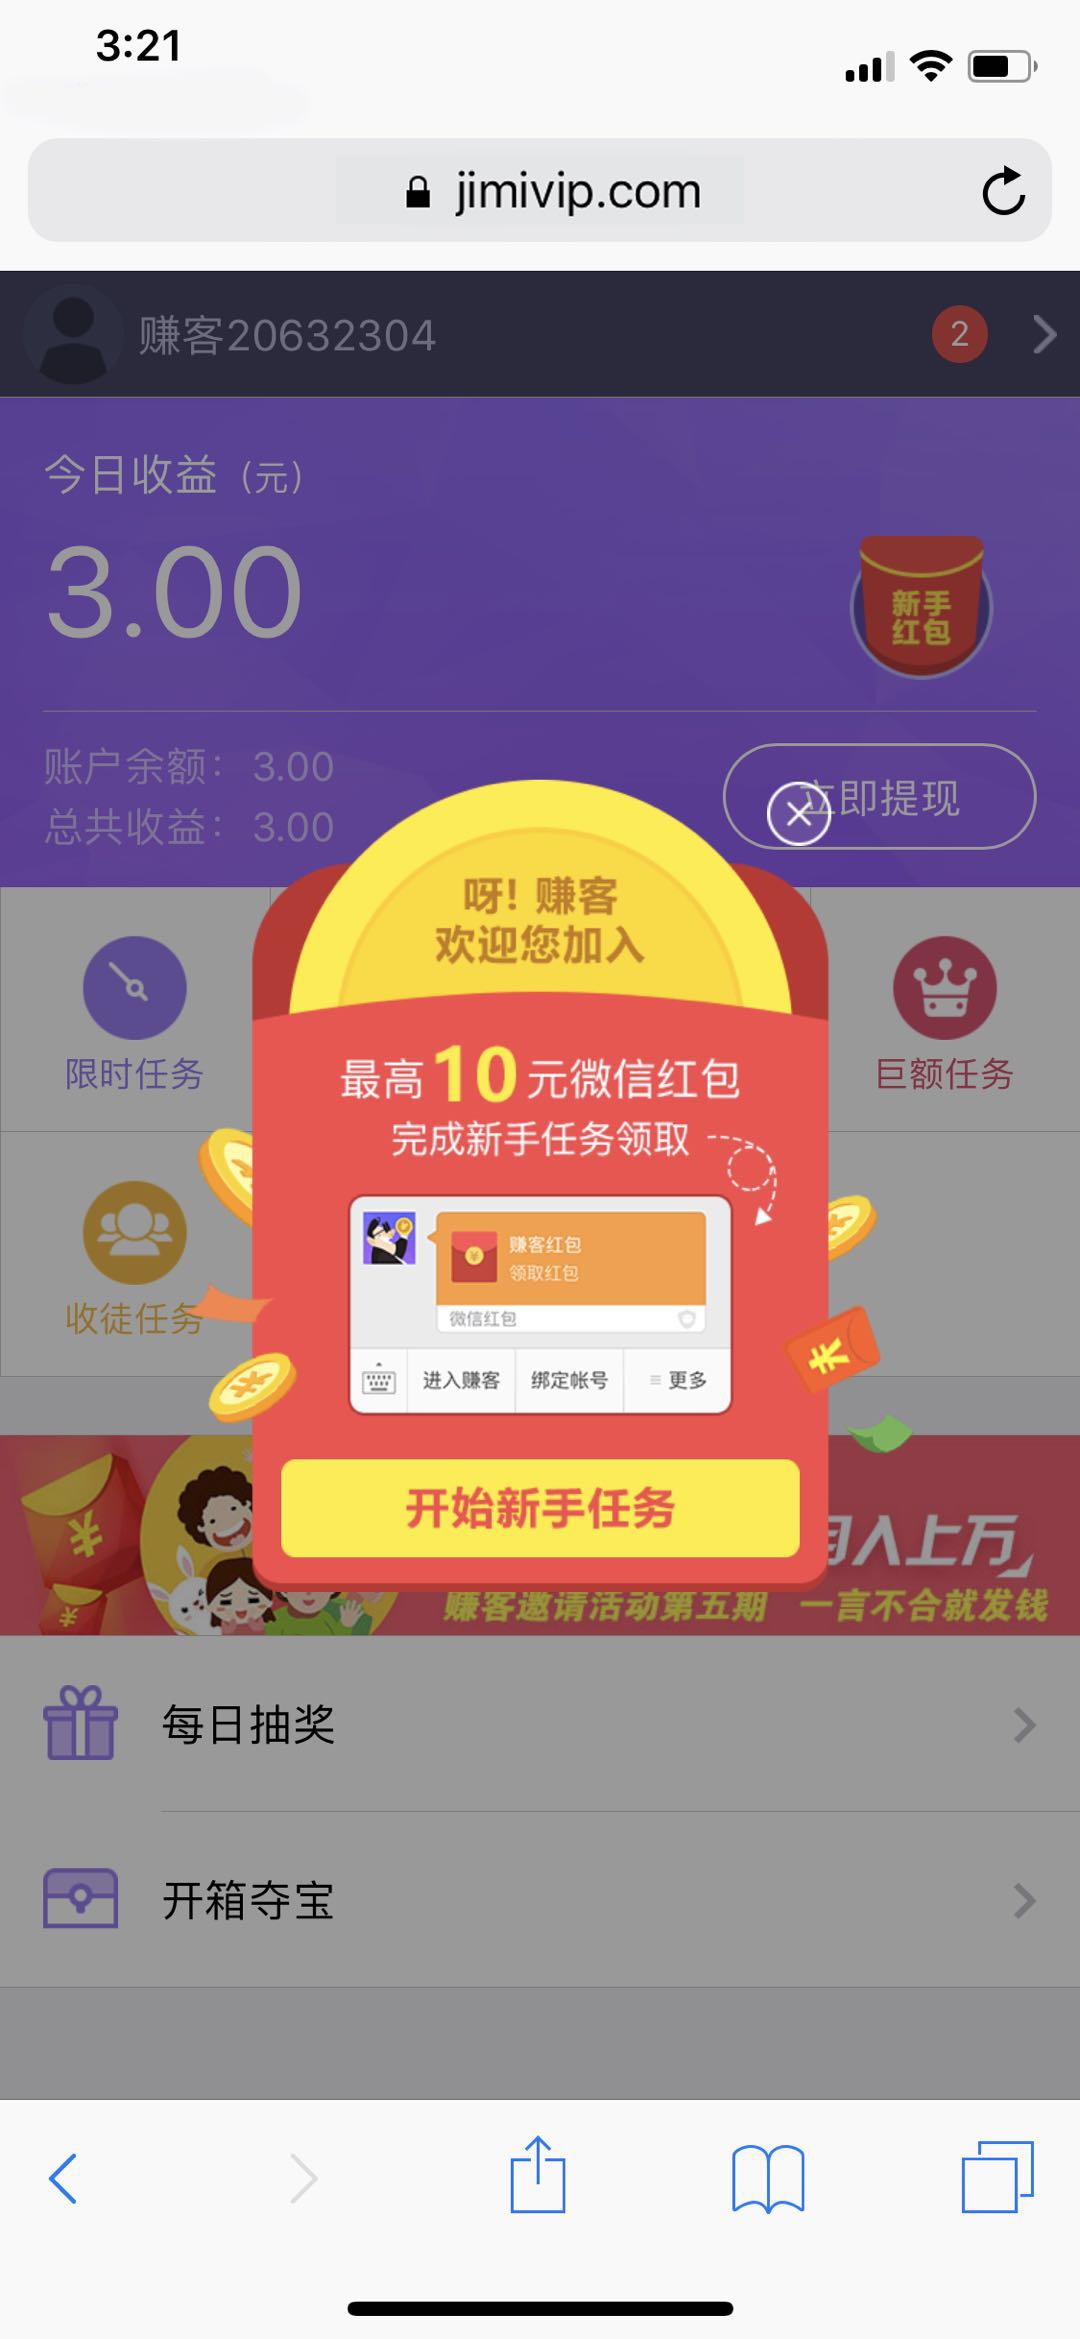 3:21
jimivip.com
赚客20632304
2
今日收益（元）
3.00
新手
红包
账户余额： 3.00
总共收益： 3.00
立即提现
呀！赚客
欢迎您加入
限时任务
巨额任务
最高10元微信红包
完成新手任务领取
赚客红包
领取红包
微信红包
收徒任务
进入赚客
绑定帐号
更多
开始新手任务
月入上万
赚客邀请活动第五期 一言不合就发钱
每日抽奖
开箱夺宝